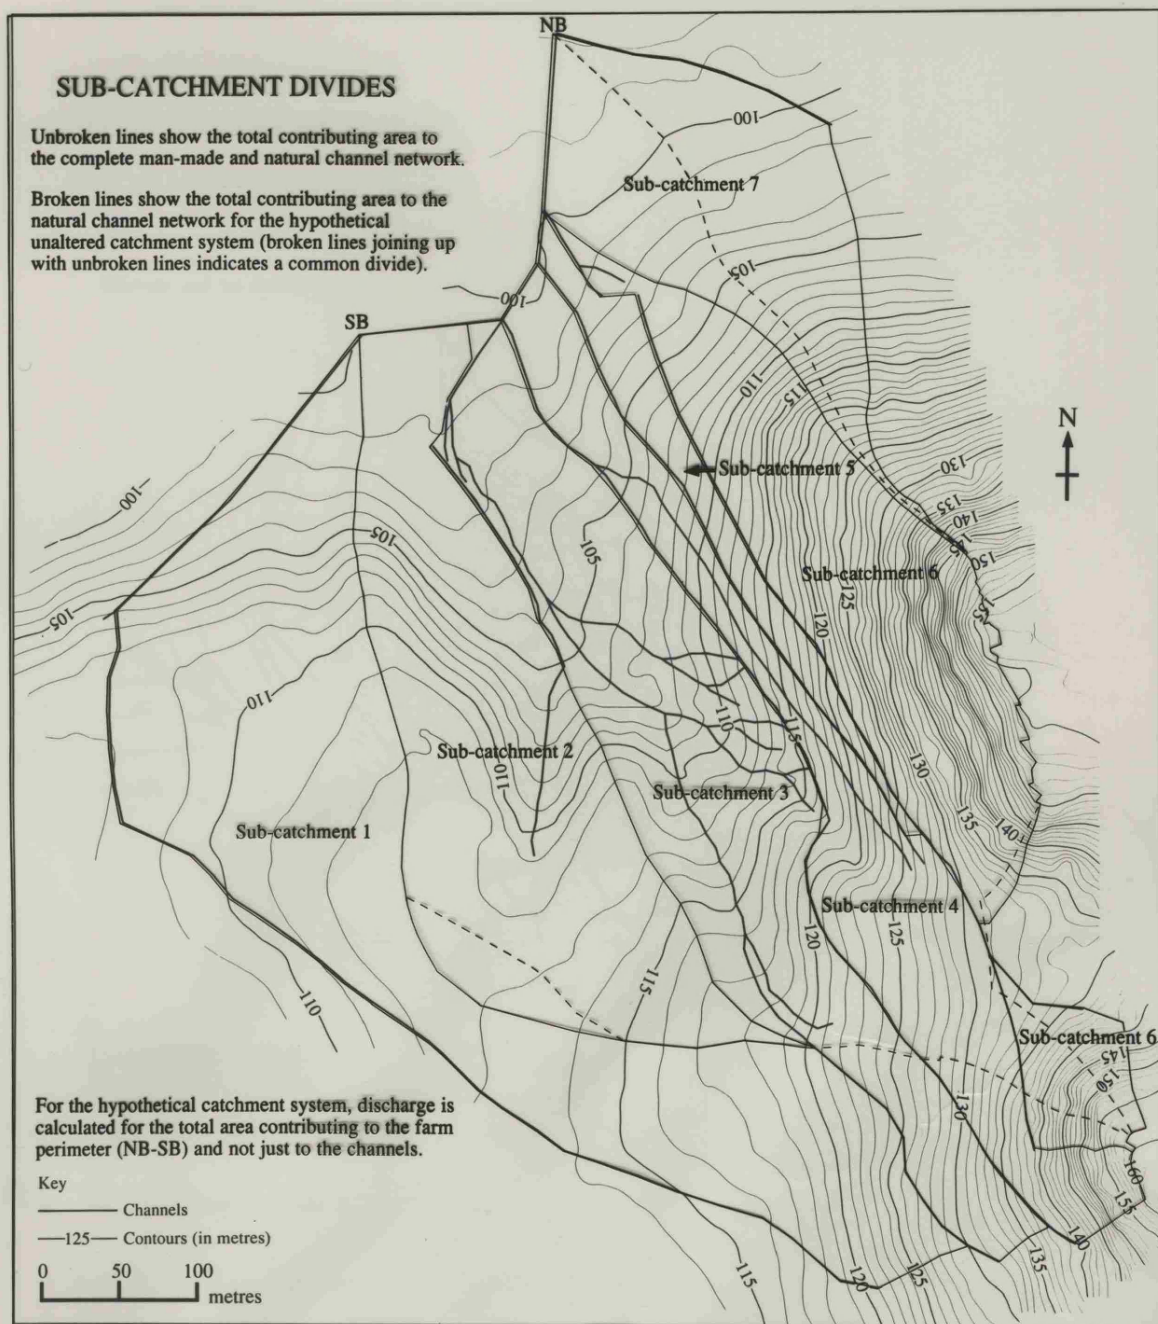 NB
SUB-CATCHMENT DIVIDES
Unbroken lines show the total contributing area to
the complete man-made and natural channel network.
Broken lines show the total contributing area to the
natural channel network for the hypothetical
unaltered catchment system (broken lines joining up
with unbroken lines indicates a common divide).
100
Sub-catchment 7
105
100
SB
110
115
N
Sub-catchment 5
130
100
135
140
105
145
150
105
Sub-catchment 6
125
155
105
120
110
110
115
Sub-catchment 2
110
130
Sub-catchment 3
Sub-catchment 1
135
140
Sub-catchment 4
120
125
115
110
Sub-catchment 6
145
150
For the hypothetical catchment system, discharge is
calculated for the total area contributing to the farm
perimeter (NB-SB) and not just to the channels.
130
160
155
Key
Channels
125 Contours (in metres)
140
135
115
120
125
0 50 100
metres